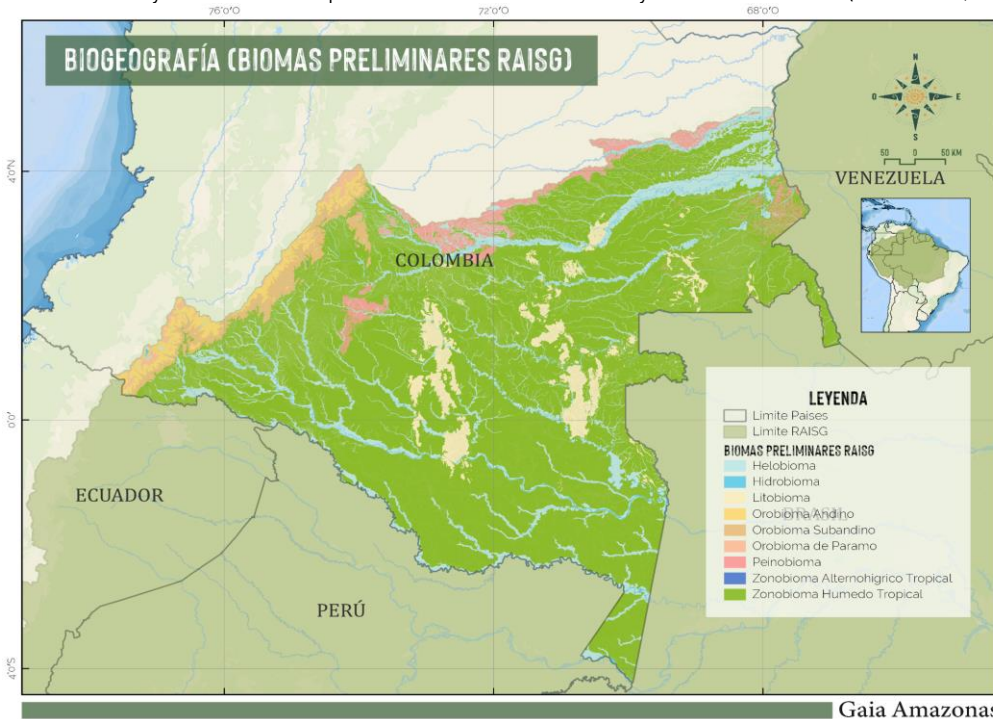 76°0'O
72°0'O
68°0'O
BIOGEOGRAFÍA (BIOMAS PRELIMINARES RAISG)
N
O
E
S
50 0 50 KM
4°0'N
VENEZUELA
COLOMBIA
LEYENDA
Limite Paises
Limite RAISG
BIOMAS PRELIMINARES RAISG
Helobioma
Hidrobioma
Litobioma
Orobioma Andino
Orobioma Subandino
Orobioma de Paramo
Peinobioma
Zonobioma Alternohigrico Tropical
Zonobioma Humedo Tropical
BRASIL
0°0'
ECUADOR
PERÚ
4°0'S
Gaia Amazonas